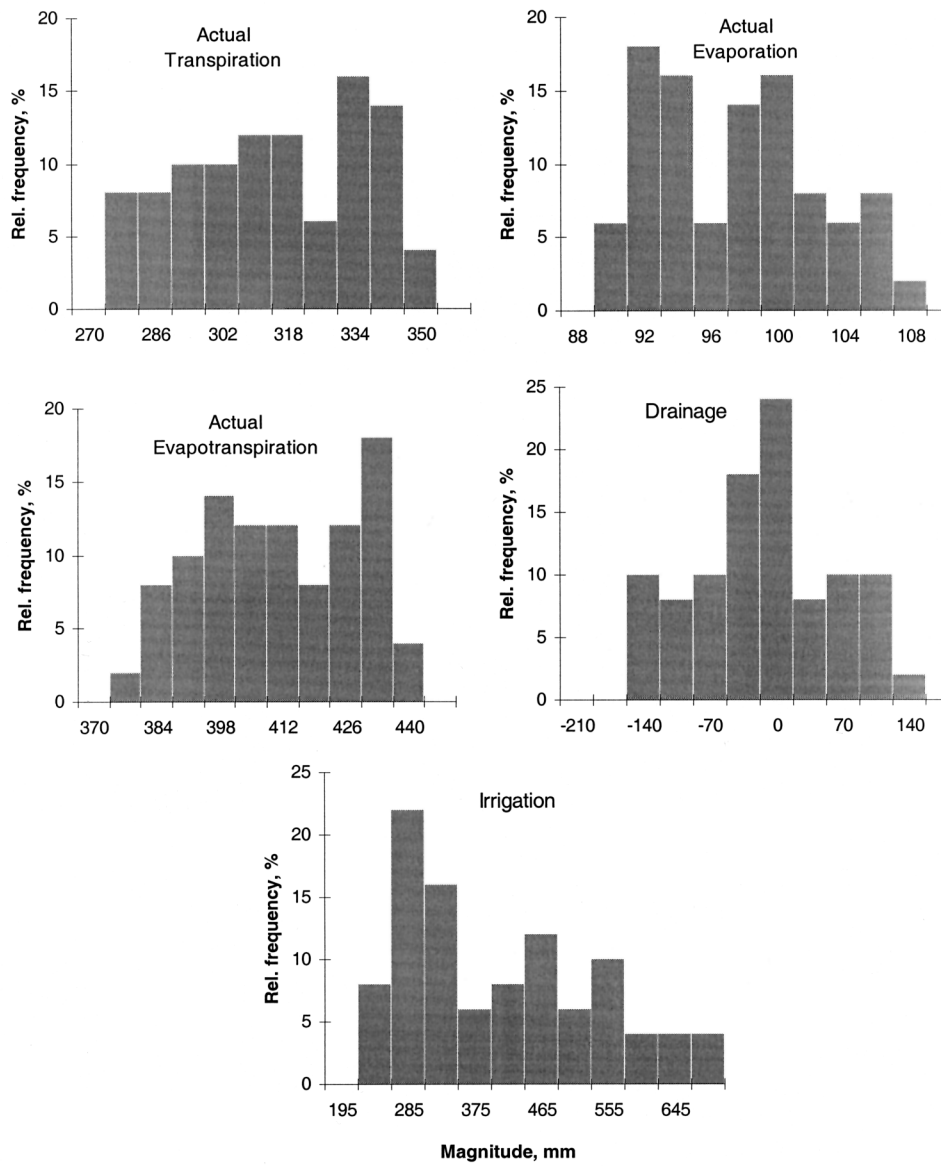 Actual
Transpiration
Rel. frequency, %
20
15
10
5
0
270 286 302 318 334 350
Actual
Evaporation
Rel. frequency, %
20
15
10
5
0
88 92 96 100 104 108
Actual
Evapotranspiration
Rel. frequency, %
20
15
10
5
0
370 384 398 412 426 440
Drainage
Rel. frequency, %
25
20
15
10
5
0
-210 -140 -70 0 70 140
Irrigation
Rel. frequency, %
25
20
15
10
5
0
195 285 375 465 555 645
Magnitude, mm